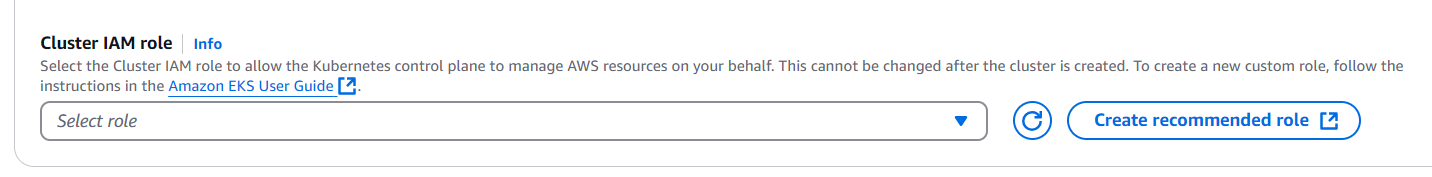 Cluster IAM role Info
Select the Cluster IAM role to allow the Kubernetes control plane to manage AWS resources on your behalf. This cannot be changed after the cluster is created. To create a new custom role, follow the
instructions in the Amazon EKS User Guide.
Select role Create recommended role